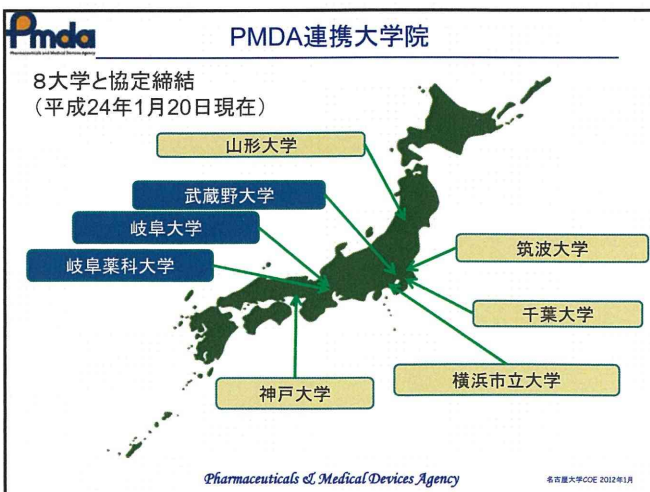 Pmda
Pharmaceuticals and Medical Devices Agency
PMDA連携大学院
8大学と協定締結
（平成24年1月20日現在）
山形大学
武蔵野大学
岐阜大学
岐阜薬科大学
筑波大学
千葉大学
横浜市立大学
神戸大学
Pharmaceuticals & Medical Devices Agency
名古屋大学COE 2012年1月